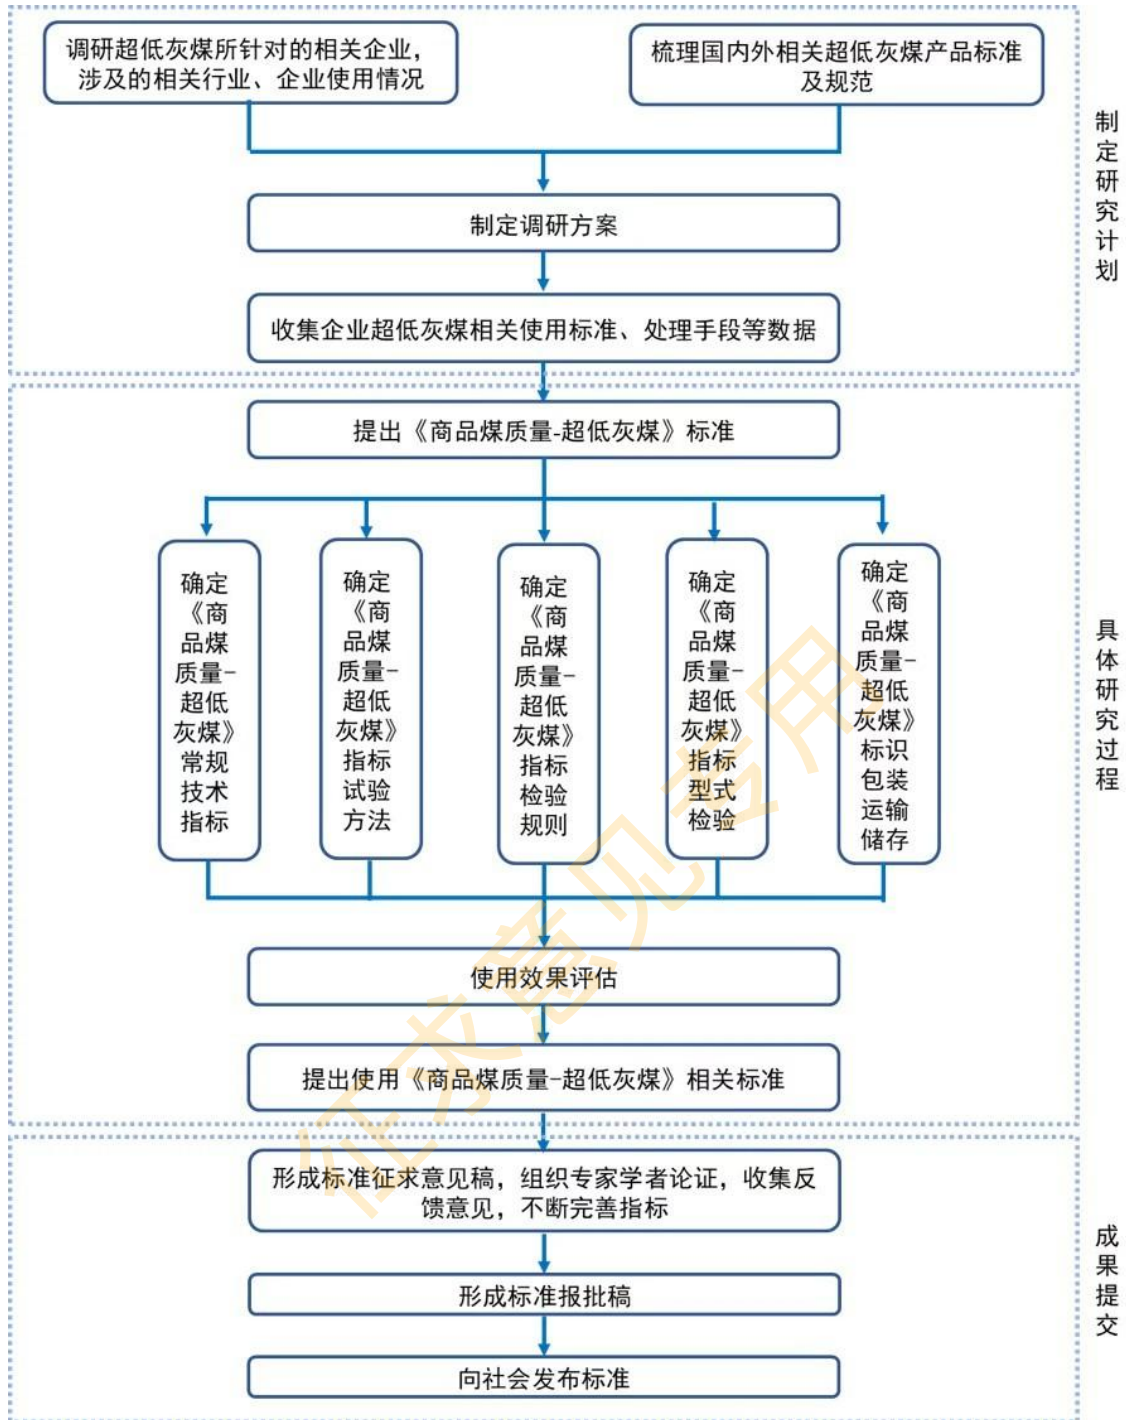 调研超低灰煤所针对的相关企业，
涉及的相关行业、企业使用情况
梳理国内外相关超低灰煤产品标准
及规范
制定调研方案
收集企业超低灰煤相关使用标准、处理手段等数据
制
定
研
究
计
划
提出《商品煤质量-超低灰煤》标准
确定
《商
品煤
质量-
超低
灰煤》
常规
技术
指标
确定
《商
品煤
质量-
超低
灰煤》
指标
试验
方法
确定
《商
品煤
质量-
超低
灰煤》
指标
检验
规则
确定
《商
品煤
质量-
超低
灰煤》
指标
型式
检验
确定
《商
品煤
质量-
超低
灰煤》
标识
包装
运输
储存
使用效果评估
提出使用《商品煤质量-超低灰煤》相关标准
具
体
研
究
过
程
形成标准征求意见稿，组织专家学者论证，收集反
馈意见，不断完善指标
形成标准报批稿
向社会发布标准
成
果
提
交
征求意见专用